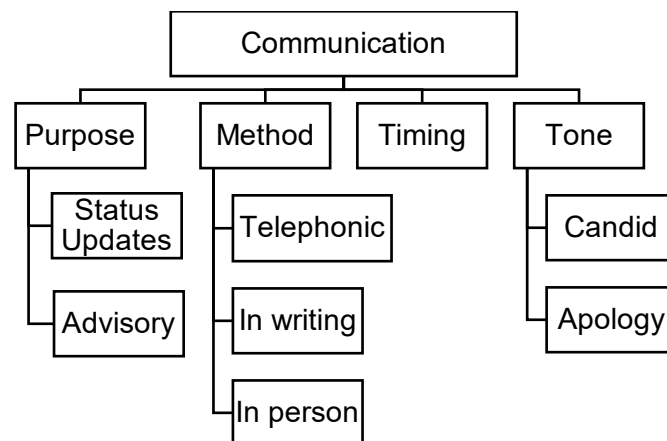 Communication
Purpose
Method
Timing
Tone
Status
Updates
Telephonic
Candid
Advisory
In writing
Apology
In person